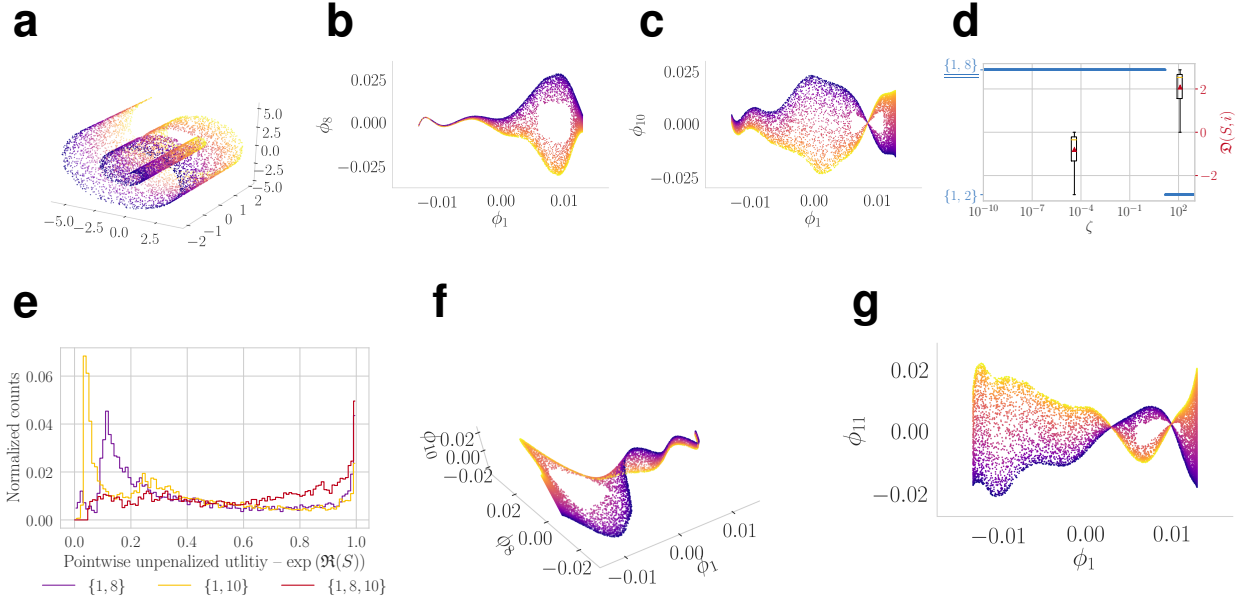 a
5.0
2.5
0.0
−2.5
−5.0
−5.0
−2.5
0.0
2.5
−2
−1
0
1
2
b
ϕ8
0.025
0.000
−0.025
−0.01
0.00
0.01
ϕ1
c
ϕ10
0.025
0.000
−0.025
−0.01
0.00
ϕ1
d
{1, 8}
{1, 2}
10−10
10−7
10−4
10−1
102
ζ
2
0
−2
𝔇(S, i)
e
Normalized counts
0.06
0.04
0.02
0.00
0.0
0.2
0.4
0.6
0.8
1.0
Pointwise unpenalized utlitiy – exp (ℜ(S))
{1, 8}
{1, 10}
{1, 8, 10}
f
ϕ10
0.02
0.00
−0.02
0.02
0.00
−0.02
ϕ8
−0.01
0.00
0.01
ϕ1
g
ϕ11
0.02
0.00
−0.02
−0.01
0.00
0.01
ϕ1